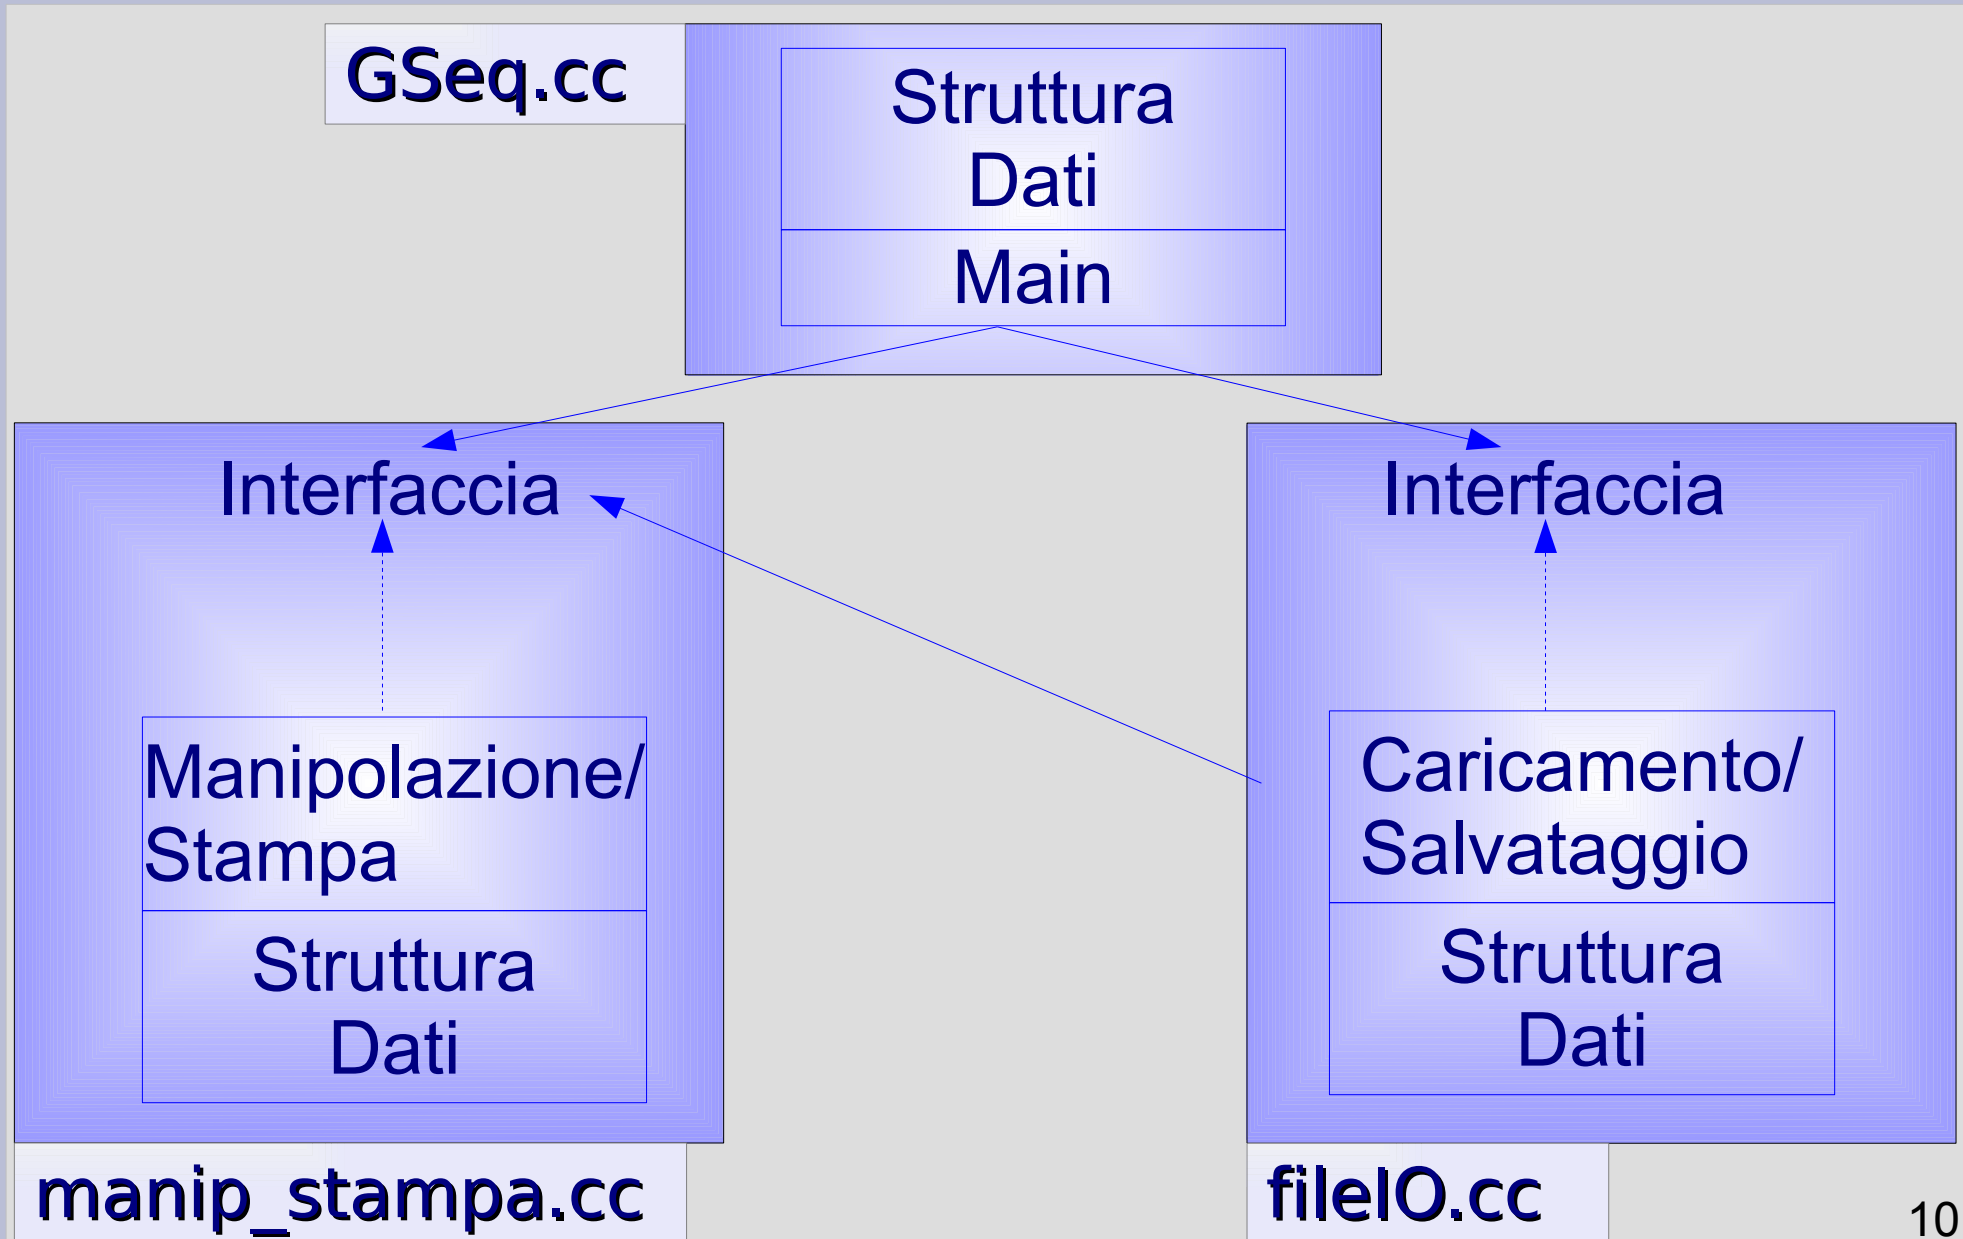 GSeq.cc
Struttura
Dati
Main
Interfaccia
Manipolazione/
Stampa
Struttura
Dati
manip_stampa.cc
Interfaccia
Caricamento/
Salvataggio
Struttura
Dati
fileIO.cc
10